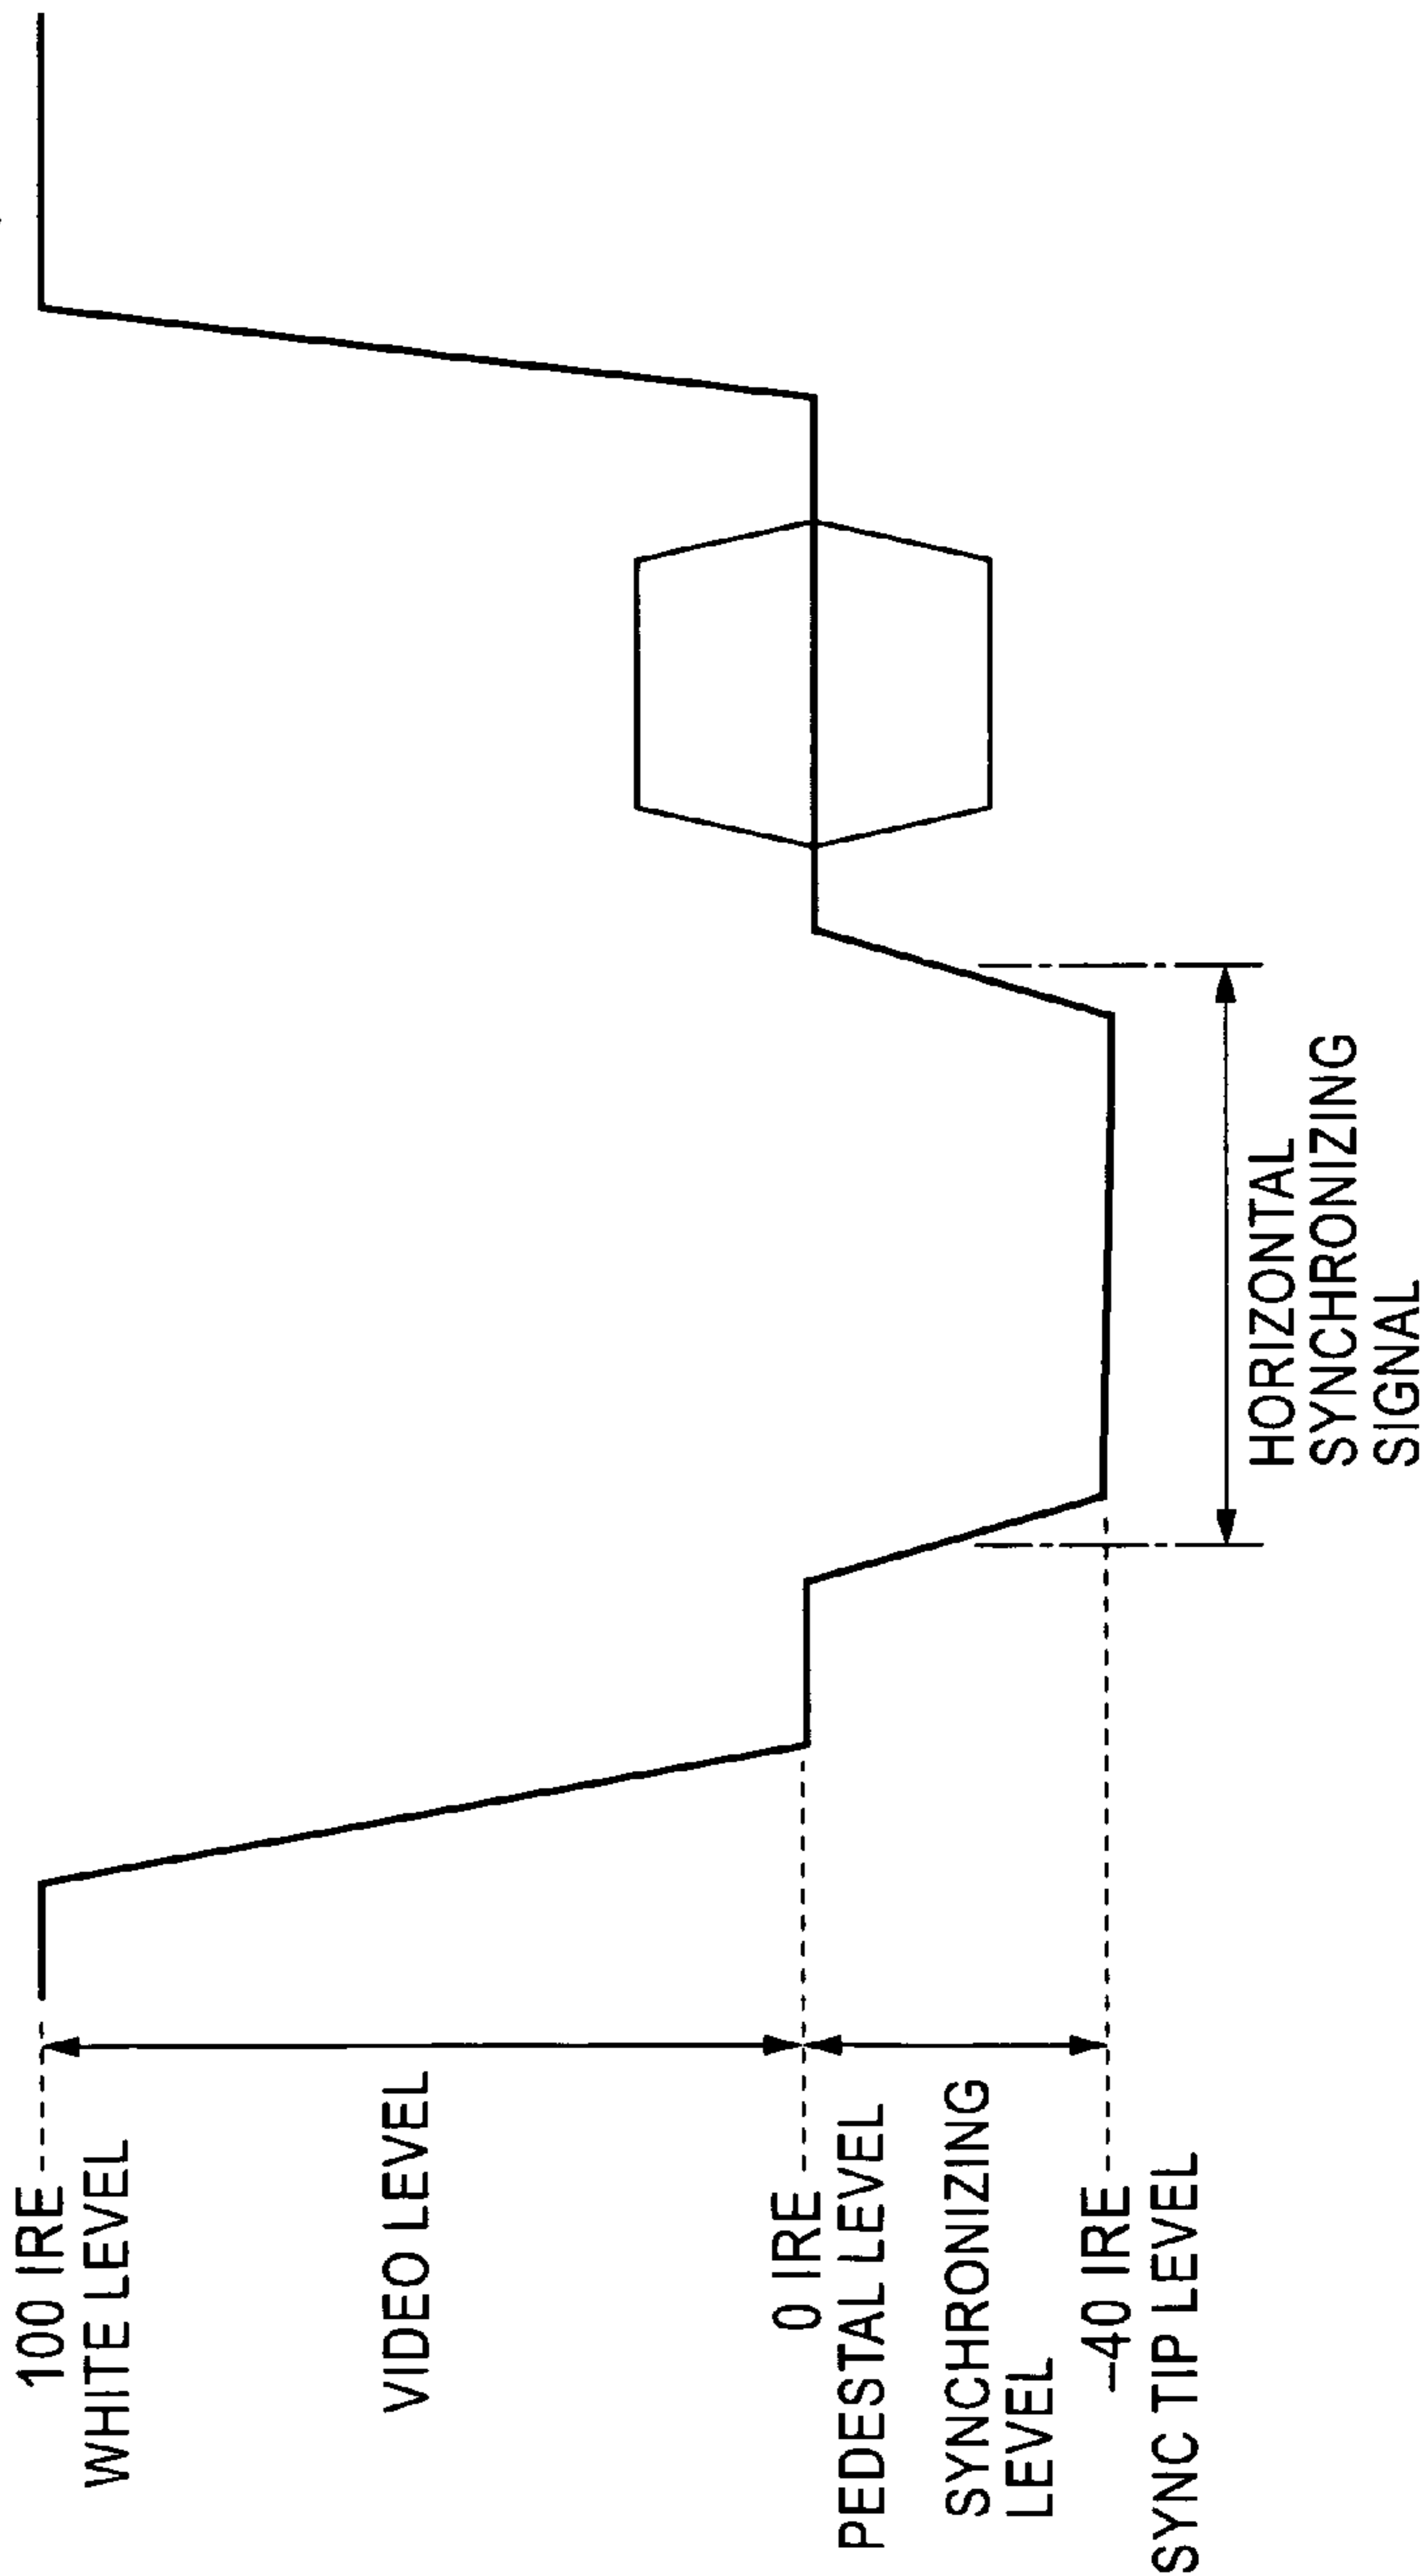 100 IRE
WHITE LEVEL
VIDEO LEVEL
0 IRE
PEDESTAL LEVEL
SYNCHRONIZING
LEVEL
–40 IRE
SYNC TIP LEVEL
HORIZONTAL
SYNCHRONIZING
SIGNAL